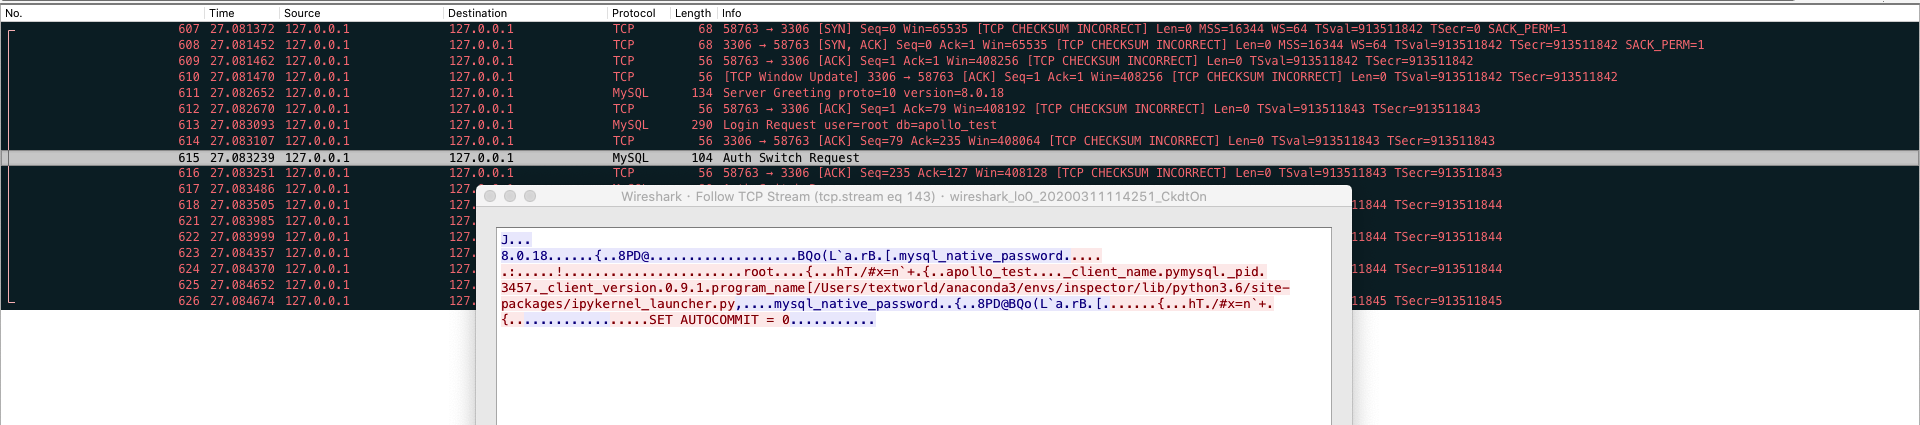 No. Time Source Destination Protocol Length Info
607 27.081372 127.0.0.1 127.0.0.1 TCP 68 58763 → 3306 [SYN] Seq=0 Win=65535 [TCP CHECKSUM INCORRECT] Len=0 MSS=16344 WS=64 TSval=913511842 TSecr=0 SACK_PERM=1
608 27.081452 127.0.0.1 127.0.0.1 TCP 68 3306 → 58763 [SYN, ACK] Seq=0 Ack=1 Win=65535 [TCP CHECKSUM INCORRECT] Len=0 MSS=16344 WS=64 TSval=913511842 TSecr=913511842 SACK_PERM=1
609 27.081462 127.0.0.1 127.0.0.1 TCP 56 58763 → 3306 [ACK] Seq=1 Ack=1 Win=408256 [TCP CHECKSUM INCORRECT] Len=0 TSval=913511842 TSecr=913511842
610 27.081470 127.0.0.1 127.0.0.1 TCP 56 [TCP Window Update] 3306 → 58763 [ACK] Seq=1 Ack=1 Win=408256 [TCP CHECKSUM INCORRECT] Len=0 TSval=913511842 TSecr=913511842
611 27.082652 127.0.0.1 127.0.0.1 MySQL 134 Server Greeting proto=10 version=8.0.18
612 27.082670 127.0.0.1 127.0.0.1 TCP 56 58763 → 3306 [ACK] Seq=1 Ack=79 Win=408192 [TCP CHECKSUM INCORRECT] Len=0 TSval=913511843 TSecr=913511843
613 27.083093 127.0.0.1 127.0.0.1 MySQL 290 Login Request user=root db=apollo_test
614 27.083107 127.0.0.1 127.0.0.1 TCP 56 3306 → 58763 [ACK] Seq=79 Ack=235 Win=408064 [TCP CHECKSUM INCORRECT] Len=0 TSval=913511843 TSecr=913511843
615 27.083239 127.0.0.1 127.0.0.1 MySQL 104 Auth Switch Request
616 27.083251 127.0.0.1 127.0.0.1 TCP 56 58763 → 3306 [ACK] Seq=235 Ack=127 Win=408128 [TCP CHECKSUM INCORRECT] Len=0 TSval=913511843 TSecr=913511843
617 27.083486 127.0.0.1 127.
Wireshark · Follow TCP Stream (tcp.stream eq 143) · wireshark_lo0_20200311114251_CkdtOn
618 27.083505 127.0.0.1 127. 11844 TSecr=913511844
621 27.083985 127.0.0.1 127.
622 27.083999 127.0.0.1 127. 11844 TSecr=913511844
623 27.084357 127.0.0.1 127.
624 27.084370 127.0.0.1 127. 11844 TSecr=913511844
625 27.084652 127.0.0.1 127.
626 27.084674 127.0.0.1 127. 11845 TSecr=913511845
J...
8.0.18......{..8PD@...................BQo(L`a.rB.[.mysql_native_password.....
.:.....!.......................root....{...hT./#x=n`+.{..apollo_test...._client_name.pymysql._pid.
3457._client_version.0.9.1.program_name[/Users/textworld/anaconda3/envs/inspector/lib/python3.6/site-
packages/ipykernel_launcher.py,....mysql_native_password..{..8PD@BQo(L`a.rB.[.......{...hT./#x=n`+.
{..................SET AUTOCOMMIT = 0...........